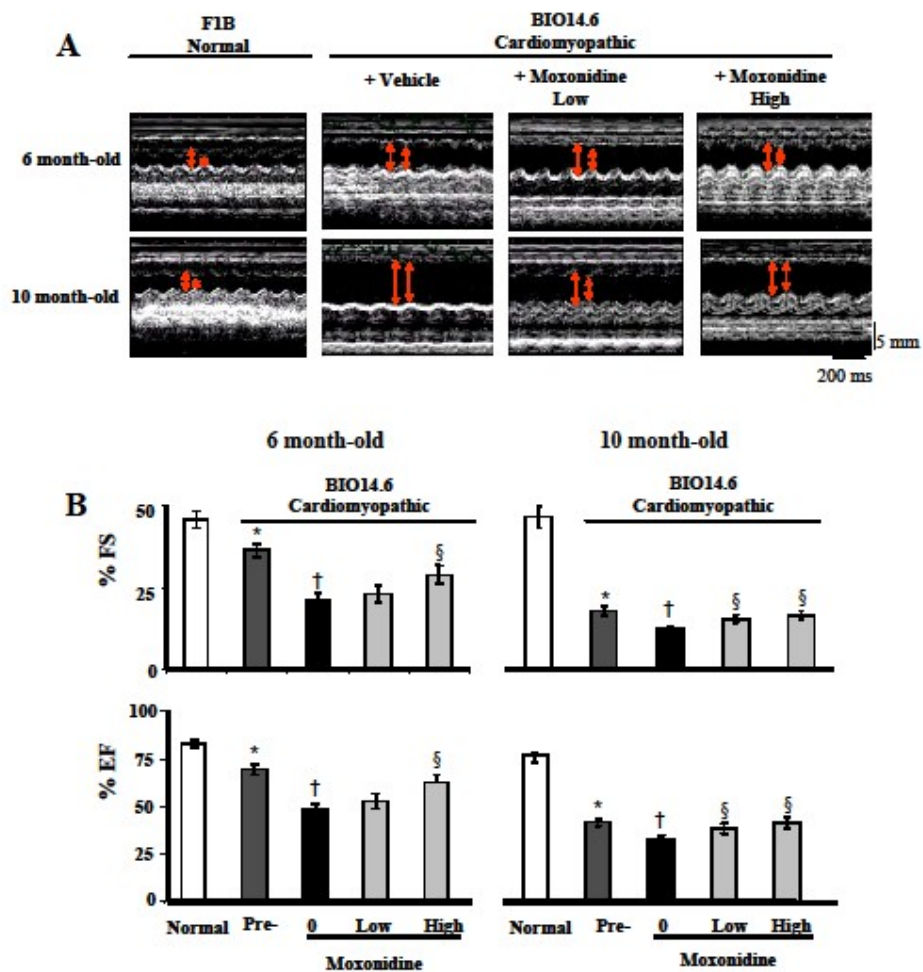 A
F1B
Normal
BIO14.6
Cardiomyopathic
+ Vehicle
+ Moxonidine
Low
+ Moxonidine
High
6 month-old
10 month-old
5 mm
200 ms
6 month-old
10 month-old
B
BIO14.6
Cardiomyopathic
BIO14.6
Cardiomyopathic
% FS
50
25
0
*
†
§
*
†
§
§
% EF
100
75
50
25
0
*
†
§
*
†
§
§
Normal Pre- 0 Low High
Moxonidine
Normal Pre- 0 Low High
Moxonidine